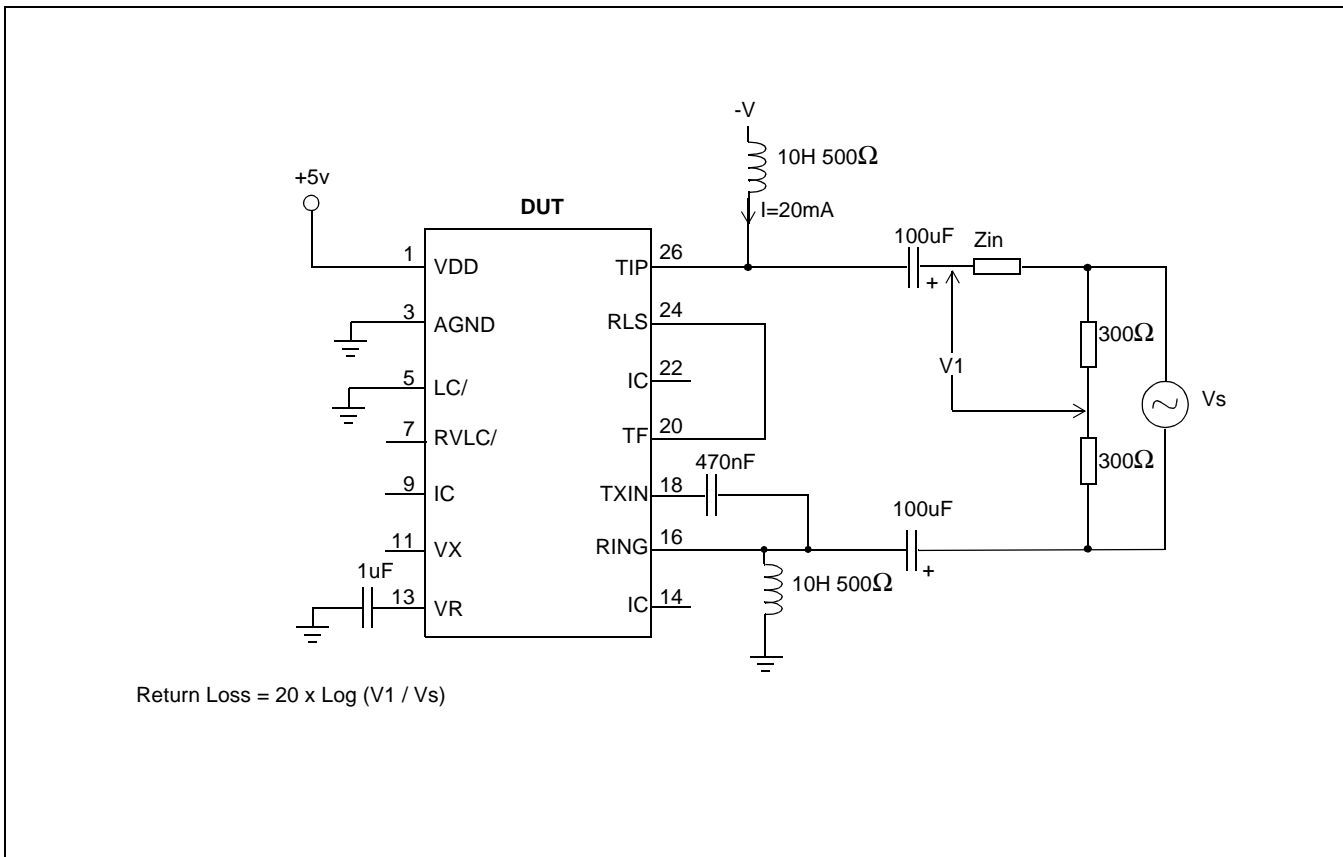 -V
10H 500Ω
+5v
DUT
I=20mA
100uF
Zin
1
VDD
TIP
26
+
3
AGND
RLS
24
300Ω
5
LC/
IC
22
V1
Vs
7
RVLC/
TF
20
470nF
300Ω
9
IC
TXIN
18
100uF
11
VX
RING
16
+
1uF
10H 500Ω
13
VR
IC
14
Return Loss = 20 x Log (V1 / Vs)